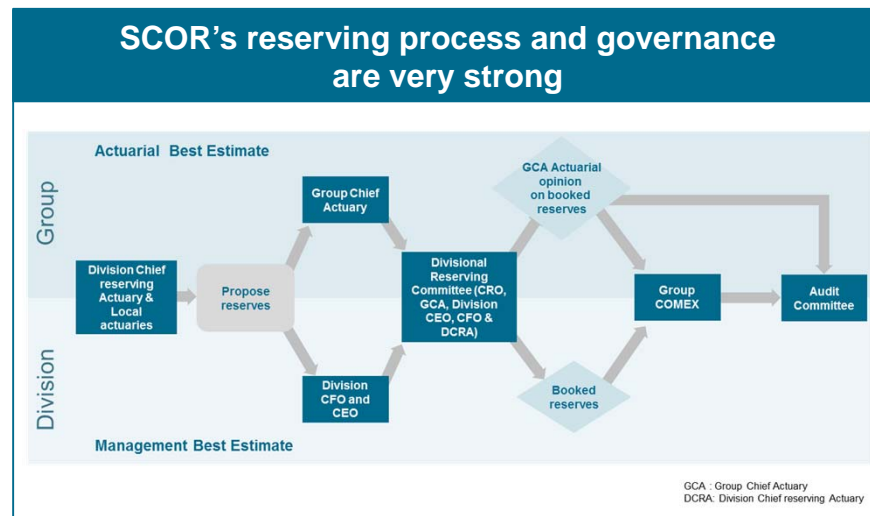 SCOR's reserving process and governance
are very strong
Actuarial Best Estimate
Group
Division
Division Chief
reserving
Actuary &
Local
actuaries
Propose
reserves
Group Chief
Actuary
Division
CFO and
CEO
Divisional
Reserving
Committee (CRO,
GCA, Division
CEO, CFO &
DCRA)
GCA Actuarial
opinion
on booked
reserves
Booked
reserves
Group
COMEX
Audit
Committee
Management Best Estimate
GCA : Group Chief Actuary
DCRA: Division Chief reserving Actuary